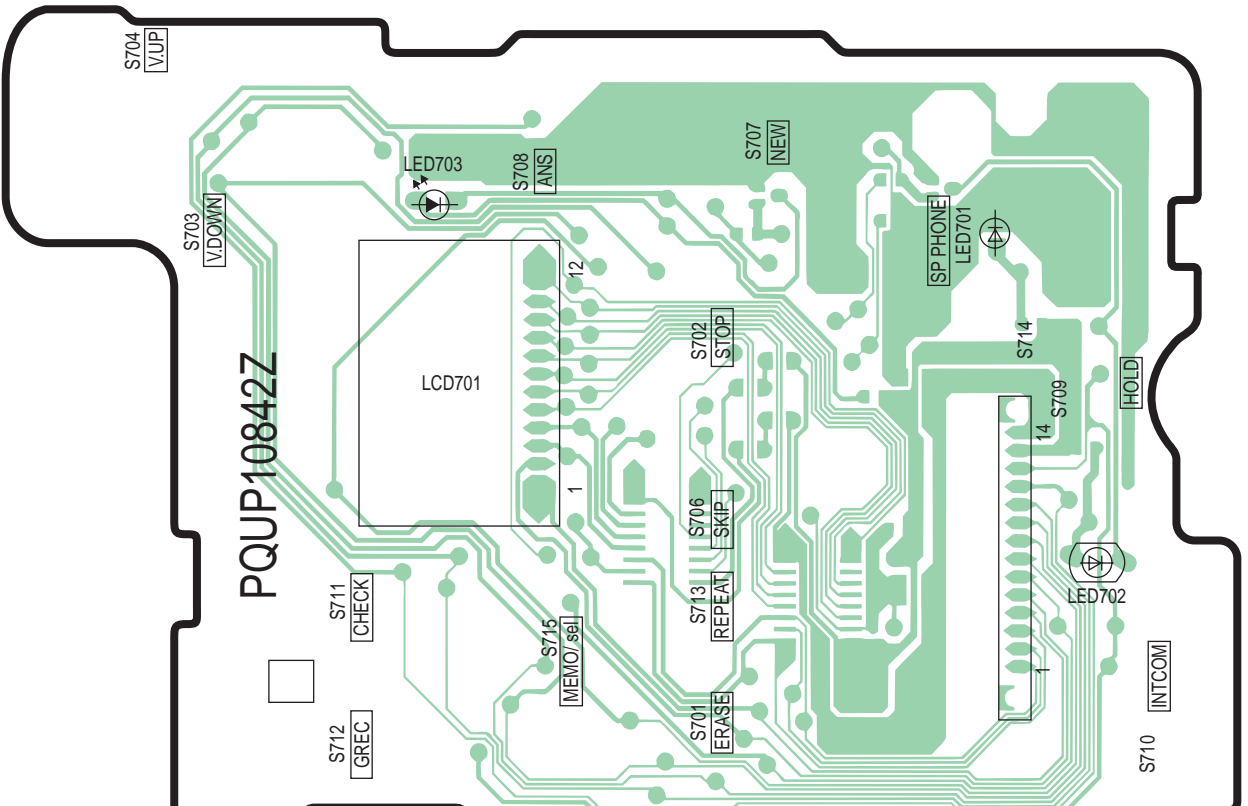 S704
V.UP
LED703
S708
ANS
S707
NEW
S703
V.DOWN
SP PHONE
LED701
12
S702
STOP
S714
LCD701
HOLD
S709
14
PQUP10842Z
1
S706
SKIP
S711
CHECK
S713
REPEAT
LED702
S715
MEMO/ sel
1
INTCOM
S712
GREC
S701
ERASE
S710